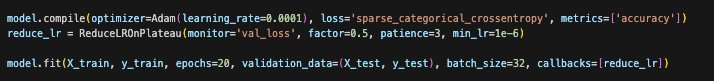 model.compile(optimizer=Adam(learning_rate=0.0001), loss='sparse_categorical_crossentropy', metrics=['accuracy'])
reduce_lr = ReduceLROnPlateau(monitor='val_loss', factor=0.5, patience=3, min_lr=1e-6)
model.fit(X_train, y_train, epochs=20, validation_data=(X_test, y_test), batch_size=32, callbacks=[reduce_lr])